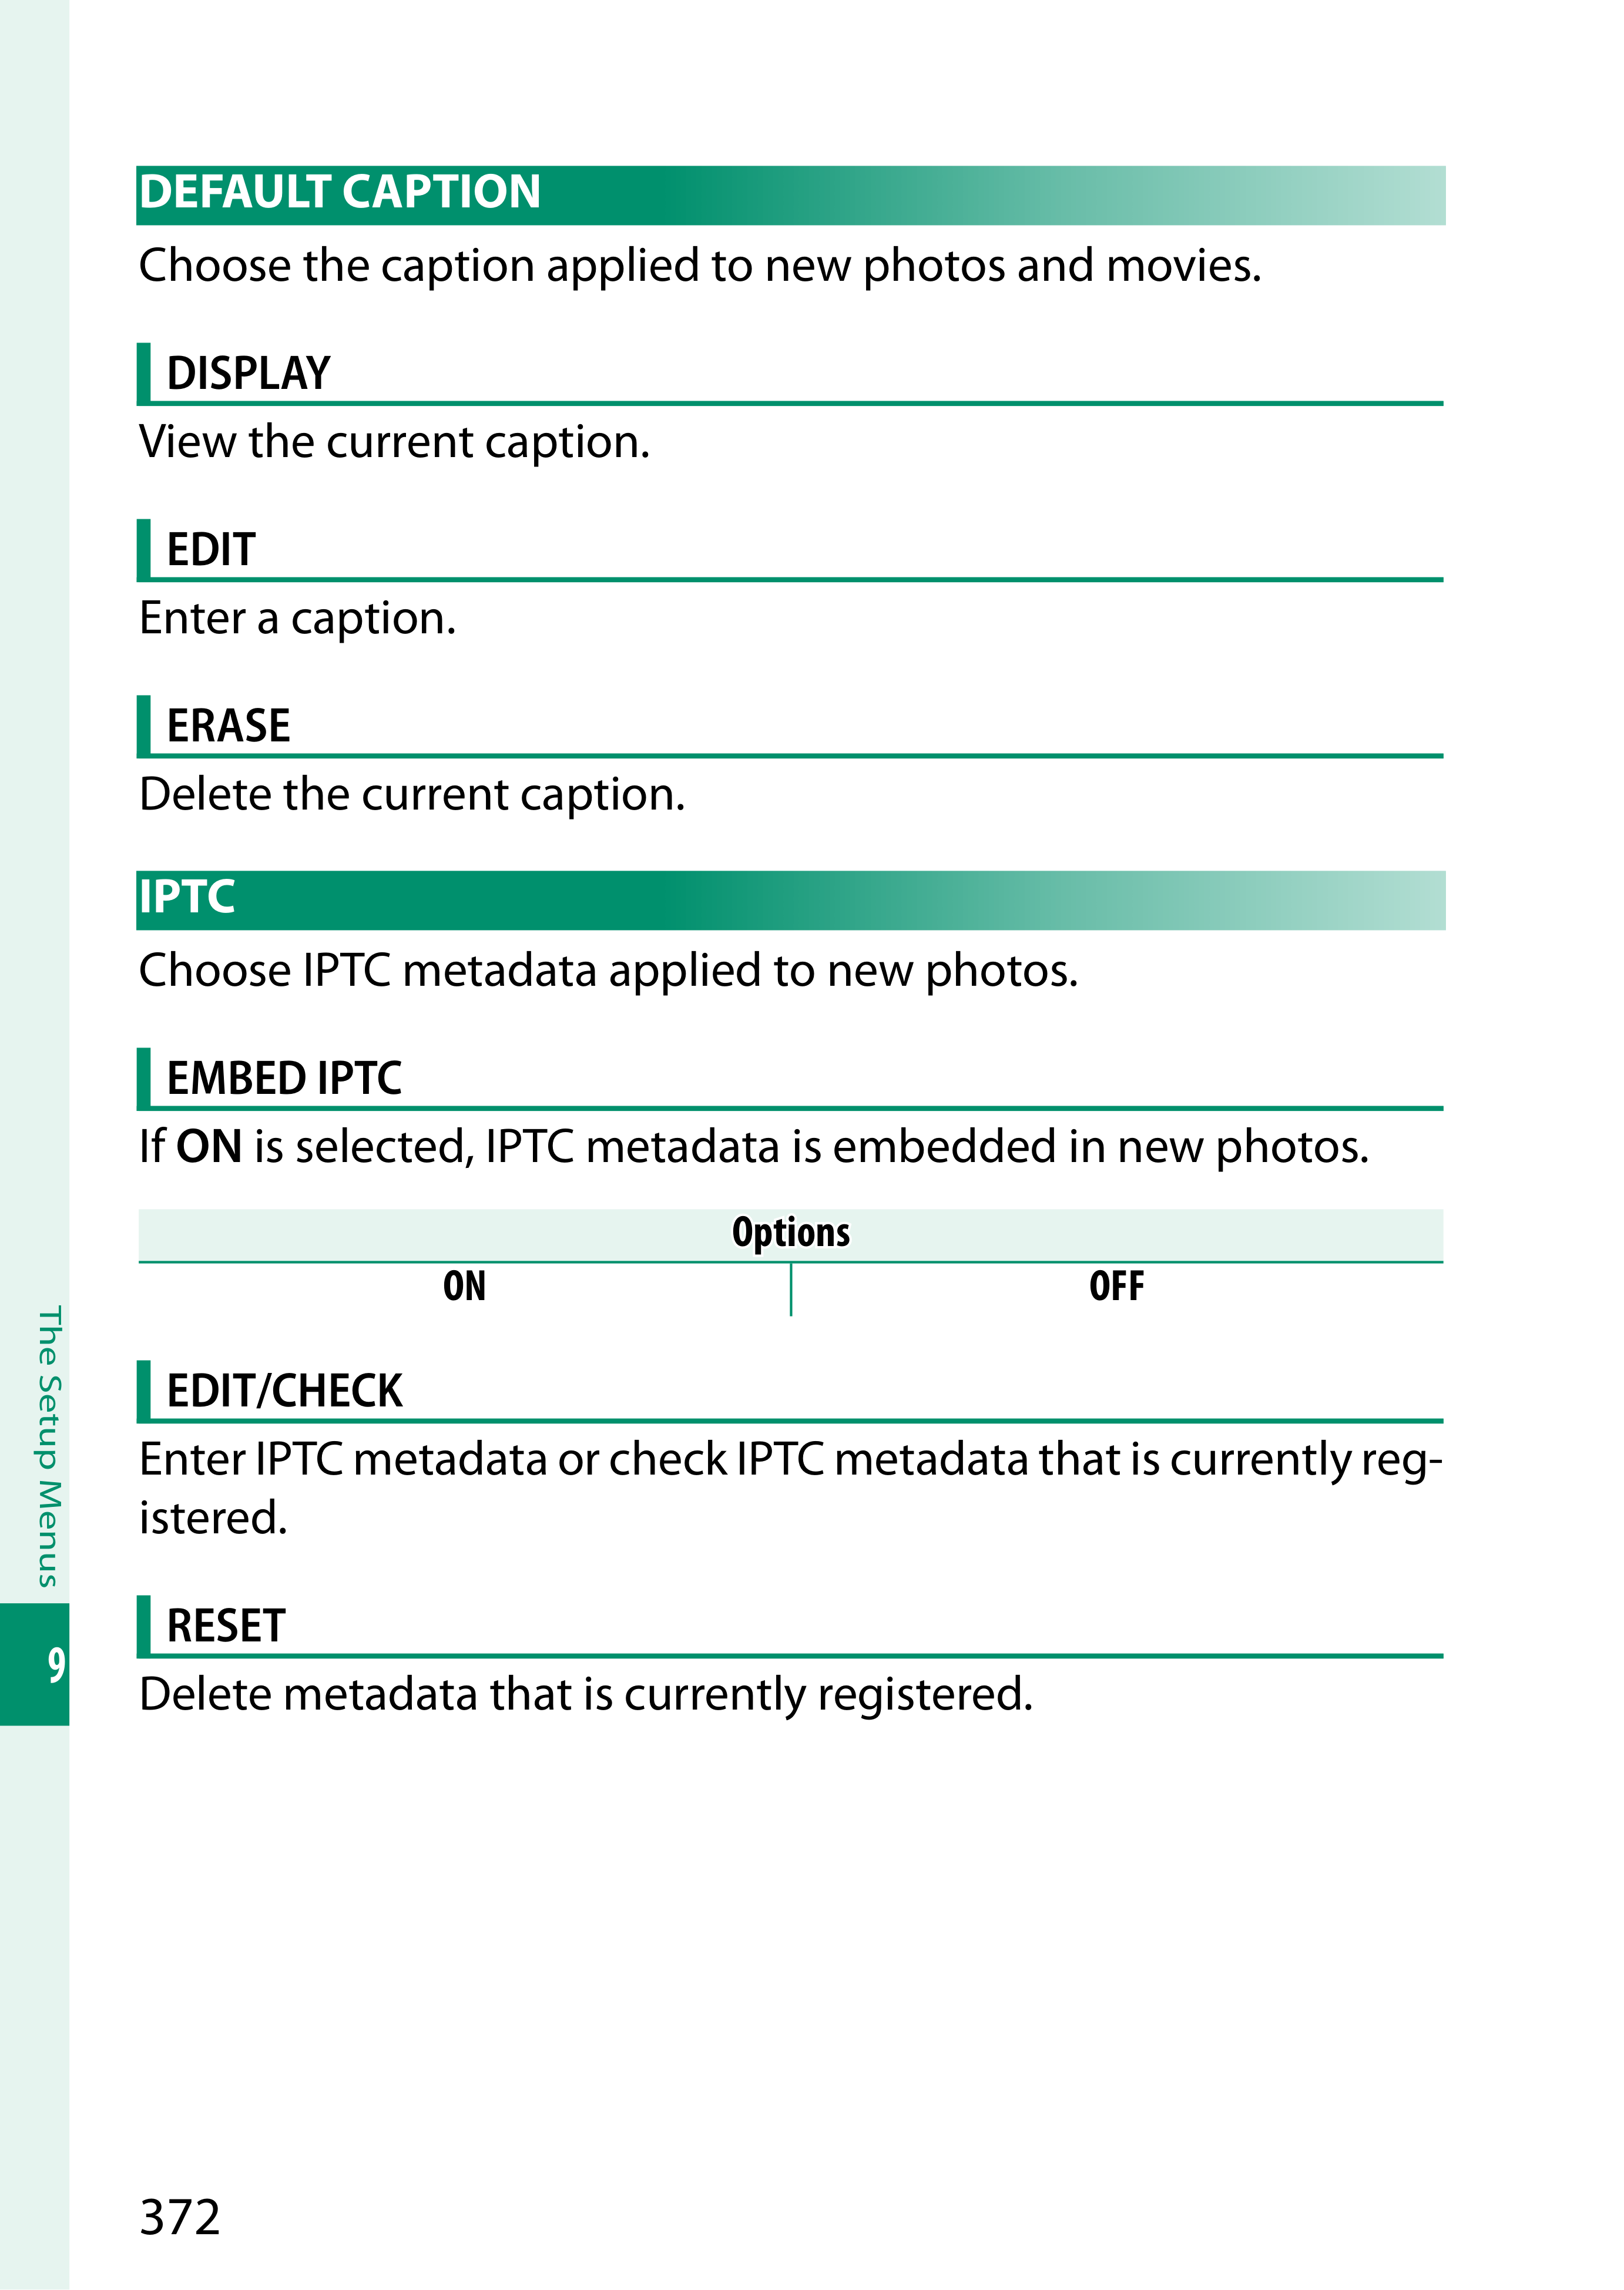 DEFAULT CAPTION
Choose the caption applied to new photos and movies.
DISPLAY
View the current caption.
EDIT
Enter a caption.
ERASE
Delete the current caption.
IPTC
Choose IPTC metadata applied to new photos.
EMBED IPTC
If ON is selected, IPTC metadata is embedded in new photos.
Options
ON OFF
EDIT/CHECK
Enter IPTC metadata or check IPTC metadata that is currently reg-
istered.
RESET
Delete metadata that is currently registered.
The Setup Menus
9
372